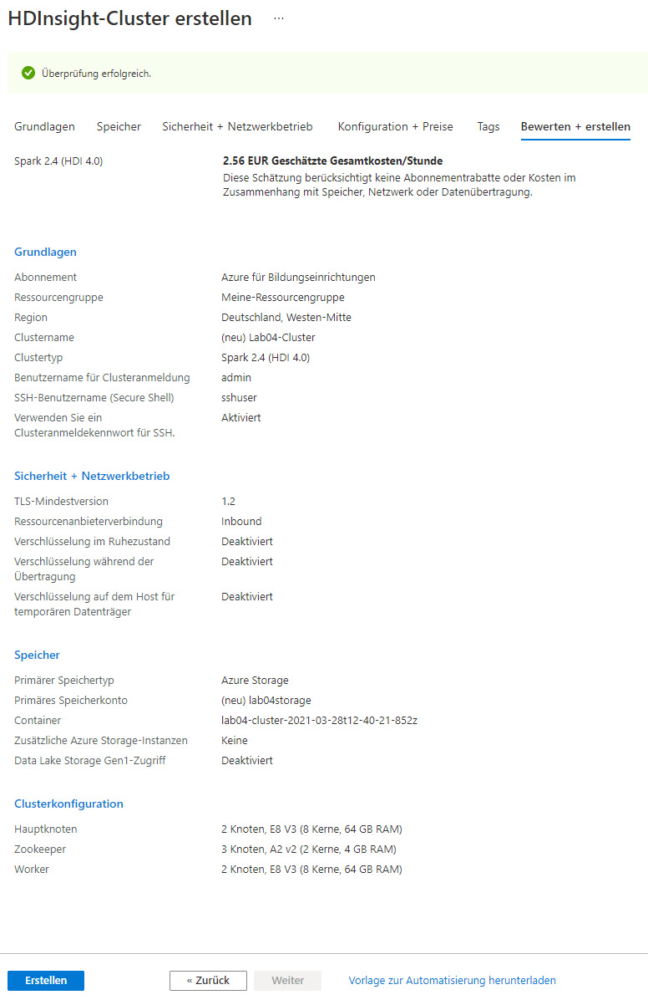 HDInsight-Cluster erstellen ...
Überprüfung erfolgreich.
Grundlagen Speicher Sicherheit + Netzwerkbetrieb Konfiguration + Preise Tags Bewerten + erstellen
Spark 2.4 (HDI 4.0) 2.56 EUR Geschätzte Gesamtkosten/Stunde
Diese Schätzung berücksichtigt keine Abonnementrabatte oder Kosten im
Zusammenhang mit Speicher, Netzwerk oder Datenübertragung.
Grundlagen
Abonnement Azure für Bildungseinrichtungen
Ressourcengruppe Meine-Ressourcengruppe
Region Deutschland, Westen-Mitte
Clustername (neu) Lab04-Cluster
Clustertyp Spark 2.4 (HDI 4.0)
Benutzername für Clusteranmeldung admin
SSH-Benutzername (Secure Shell) sshuser
Verwenden Sie ein Aktiviert
Clusteranmeldekennwort für SSH.
Sicherheit + Netzwerkbetrieb
TLS-Mindestversion 1.2
Ressourcenanbieterverbindung Inbound
Verschlüsselung im Ruhezustand Deaktiviert
Verschlüsselung während der Deaktiviert
Übertragung
Verschlüsselung auf dem Host für Deaktiviert
temporären Datenträger
Speicher
Primärer Speichertyp Azure Storage
Primäres Speicherkonto (neu) lab04storage
Container lab04-cluster-2021-03-28t12-40-21-852z
Zusätzliche Azure Storage-Instanzen Keine
Data Lake Storage Gen1-Zugriff Deaktiviert
Clusterkonfiguration
Hauptknoten 2 Knoten, E8 V3 (8 Kerne, 64 GB RAM)
Zookeeper 3 Knoten, A2 v2 (2 Kerne, 4 GB RAM)
Worker 2 Knoten, E8 V3 (8 Kerne, 64 GB RAM)
Erstellen « Zurück Weiter Vorlage zur Automatisierung herunterladen